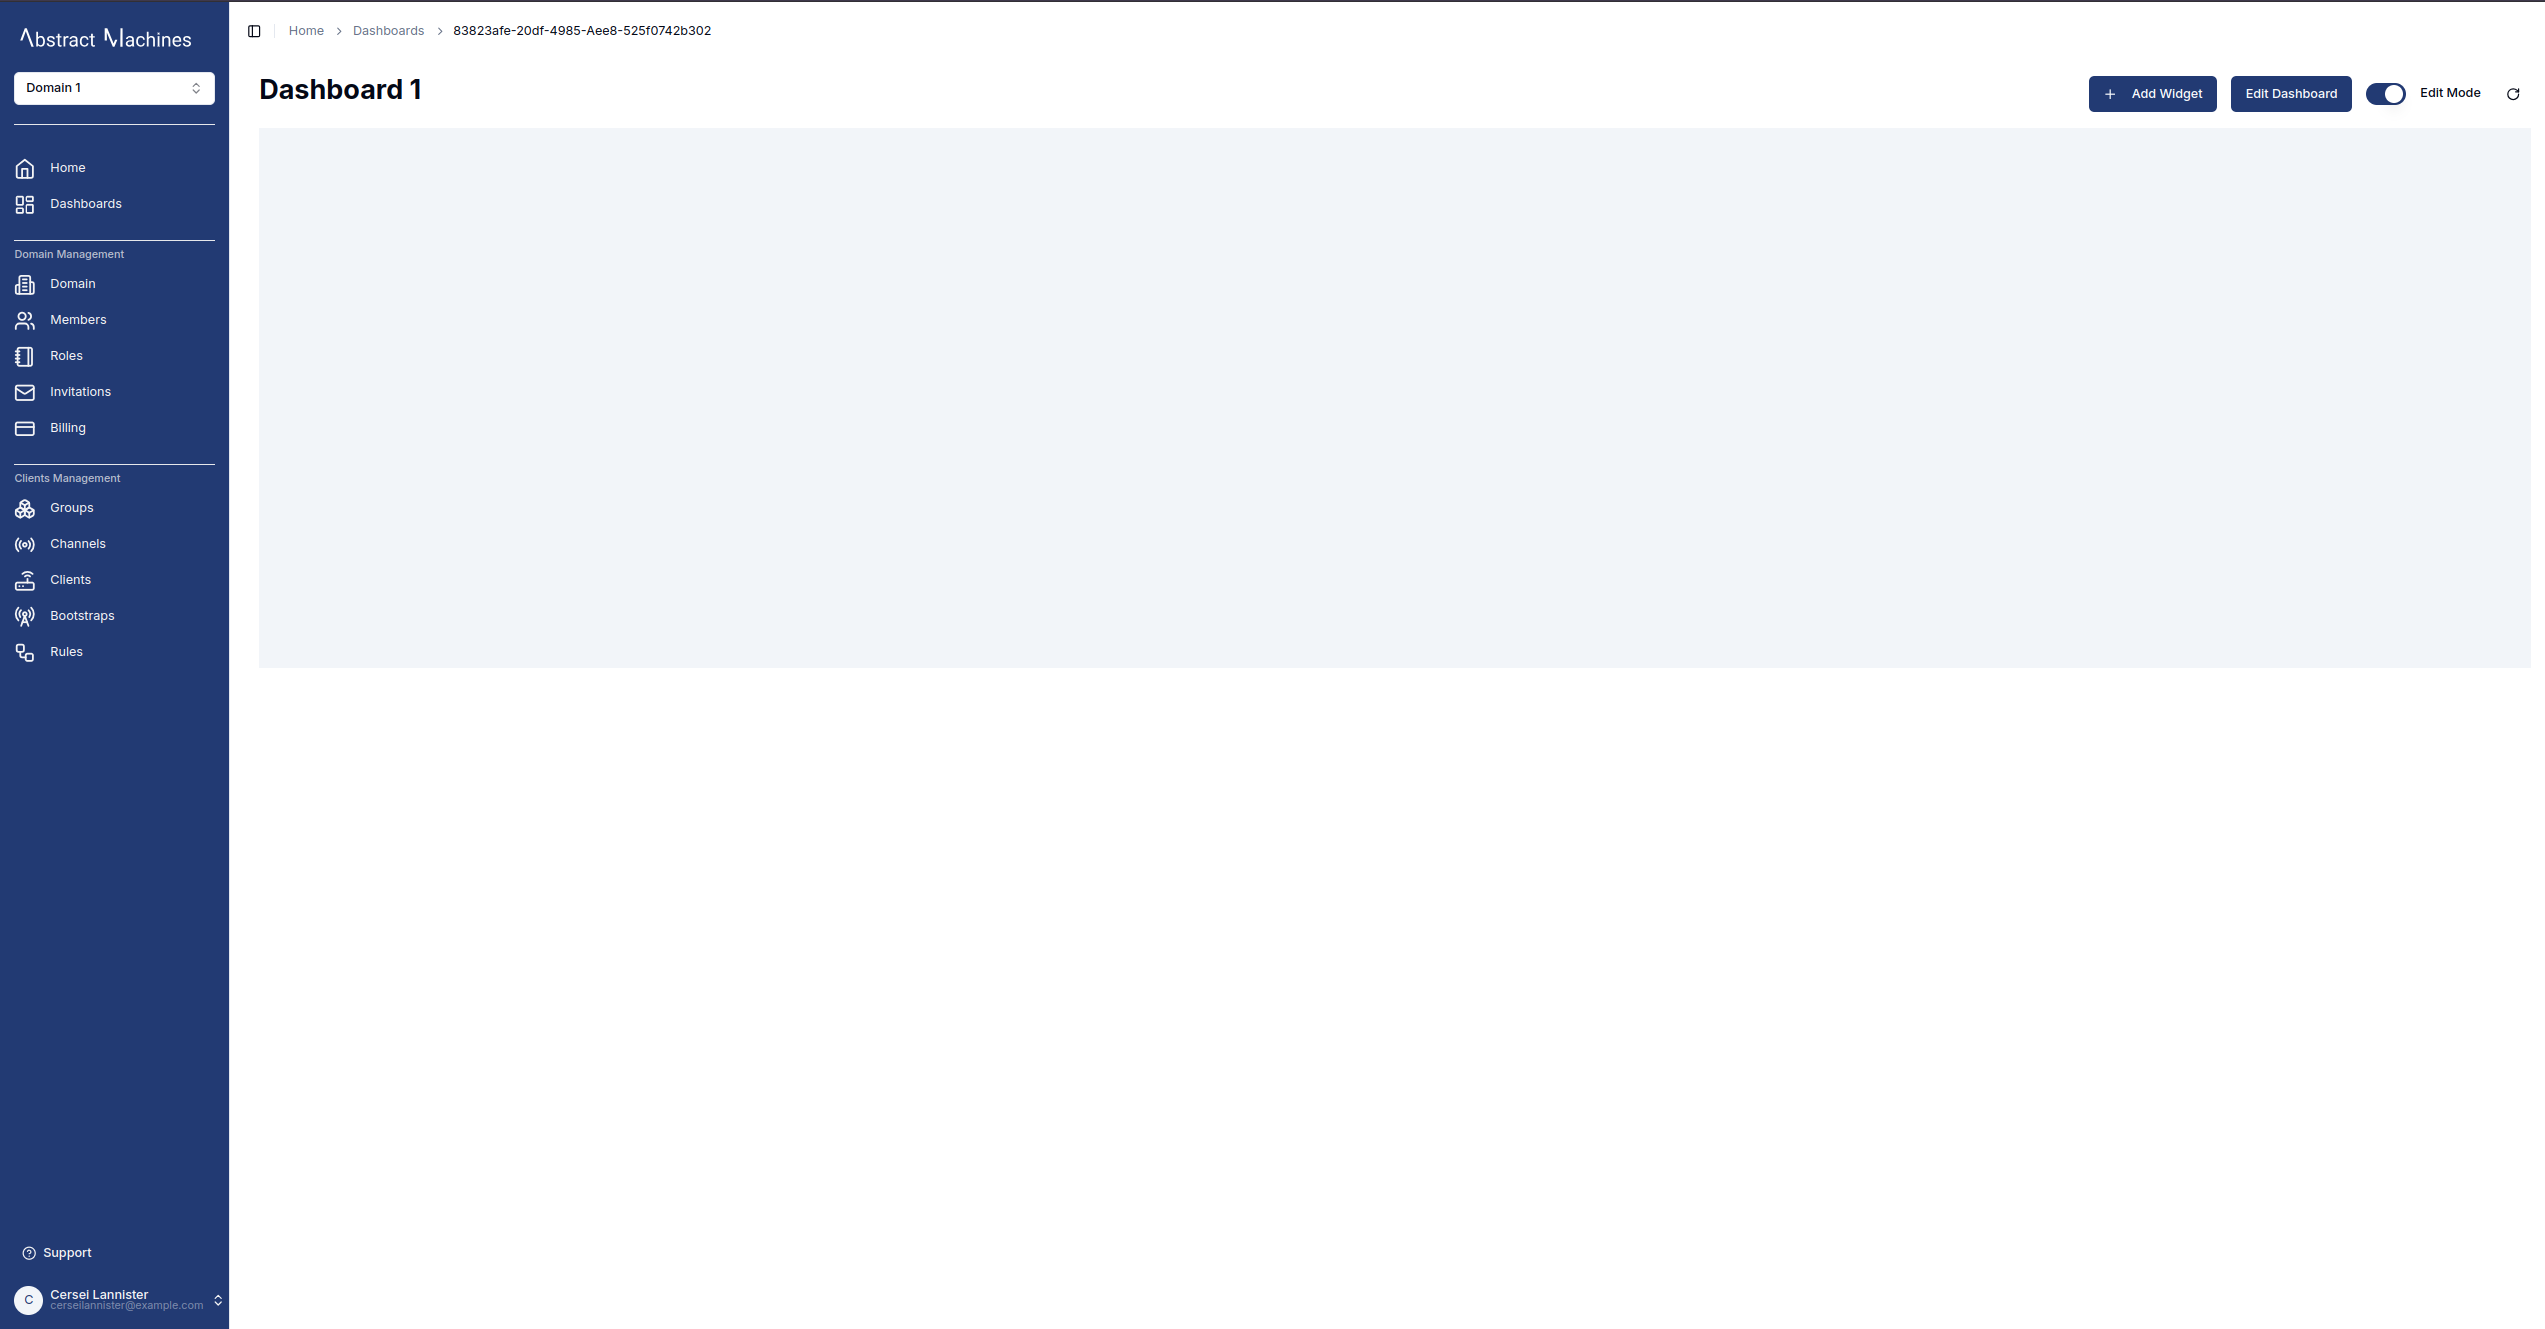 Abstract Machines
Domain 1
Home
Dashboards
Domain Management
Domain
Members
Roles
Invitations
Billing
Clients Management
Groups
Channels
Clients
Bootstraps
Rules
Support
C
Cersei Lannister
cerseilannister@example.com
Home > Dashboards > 83823afe-20df-4985-Aee8-525f0742b302
Dashboard 1
+ Add Widget
Edit Dashboard
Edit Mode